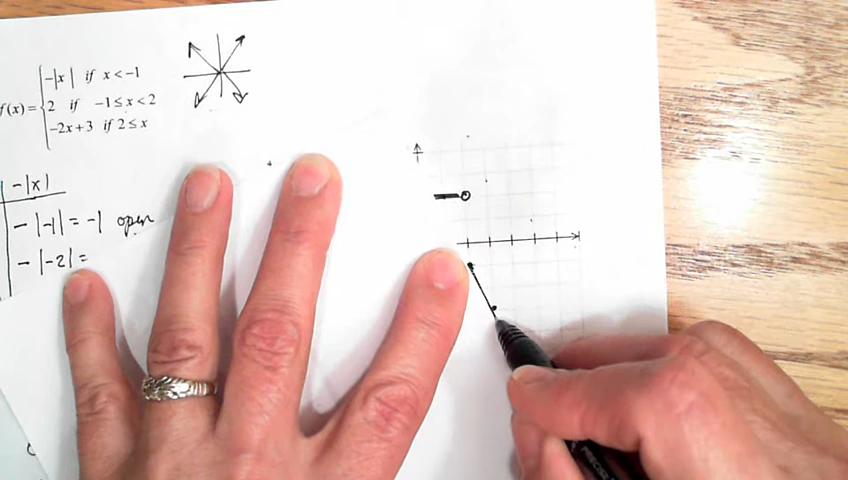 -|x| if x < -1
f(x) = { 2 if -1 ≤ x < 2
-2x+3 if 2 ≤ x
-|x|
-|-1| = -1 open
-|-2| =